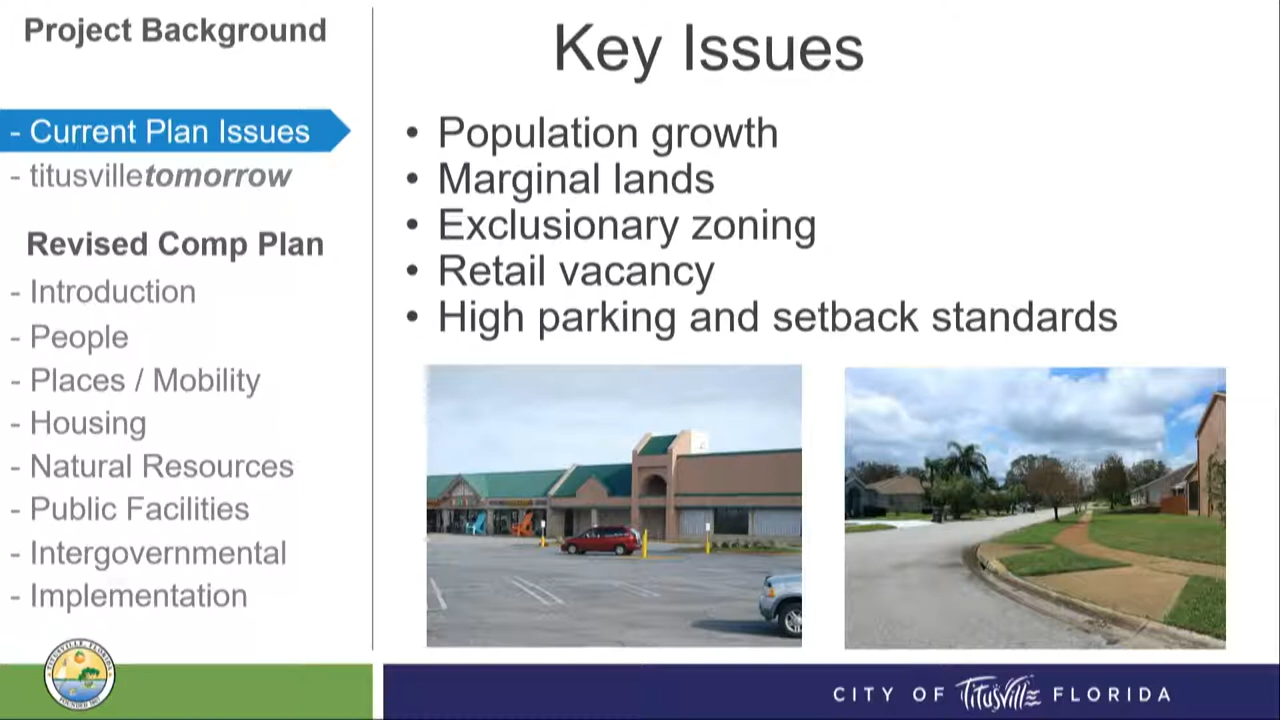 Project Background
- Current Plan Issues
- titusvilletomorrow
Revised Comp Plan
- Introduction
- People
- Places / Mobility
- Housing
- Natural Resources
- Public Facilities
- Intergovernmental
- Implementation
Key Issues
• Population growth
• Marginal lands
• Exclusionary zoning
• Retail vacancy
• High parking and setback standards
TITUSVILLE, FLORIDA
CITY OF Titusville FLORIDA